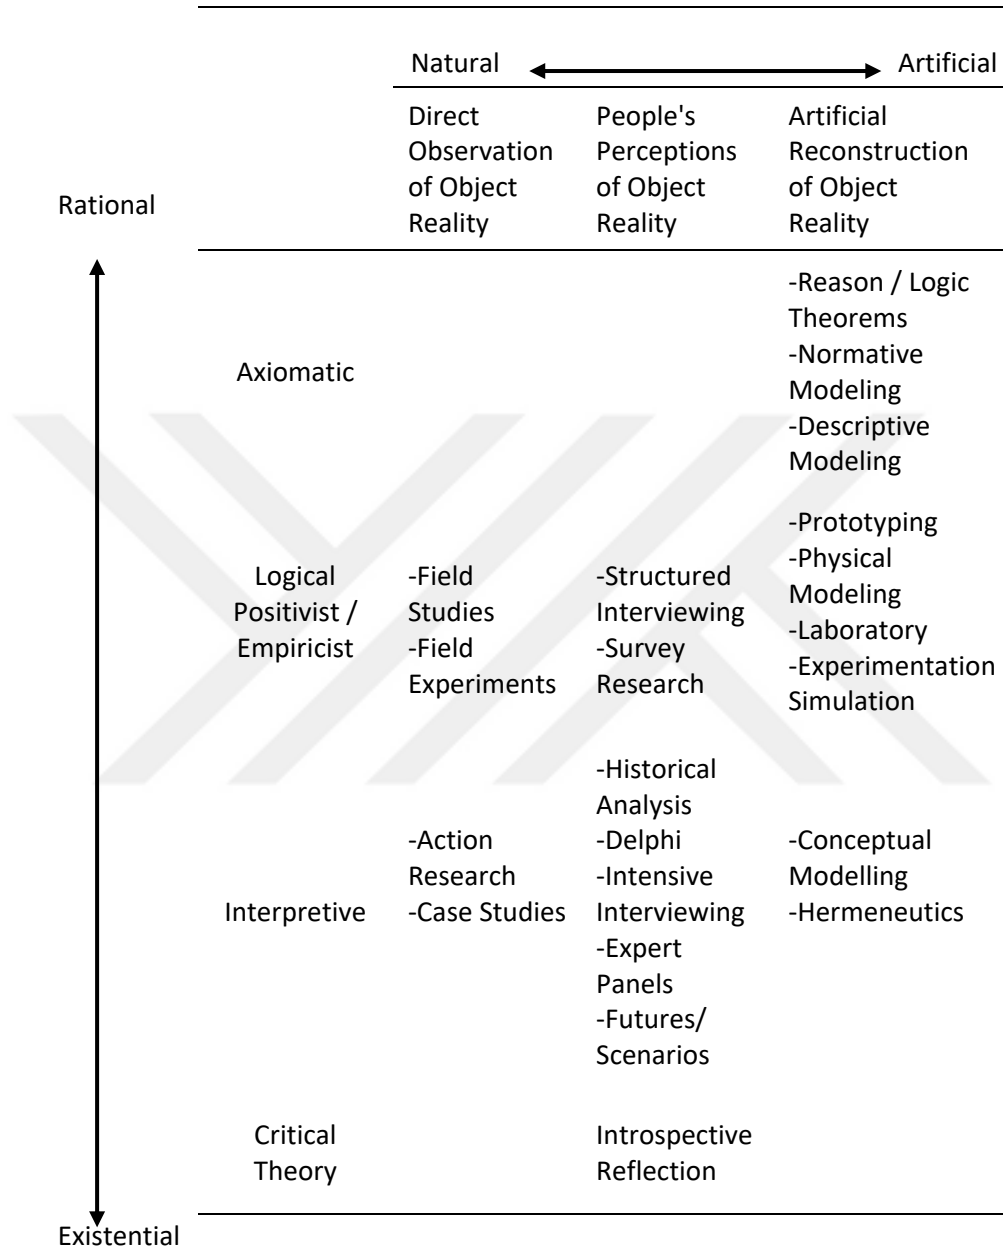 Natural Artificial
Direct Observation of Object Reality
People's Perceptions of Object Reality
Artificial Reconstruction of Object Reality
Rational
Axiomatic
-Reason / Logic
Theorems
-Normative
Modeling
-Descriptive
Modeling
Logical
Positivist /
Empiricist
-Field
Studies
-Field
Experiments
-Structured
Interviewing
-Survey
Research
-Prototyping
-Physical
Modeling
-Laboratory
-Experimentation
Simulation
Interpretive
-Action
Research
-Case Studies
-Historical
Analysis
-Delphi
-Intensive
Interviewing
-Expert
Panels
-Futures/
Scenarios
-Conceptual
Modelling
-Hermeneutics
Critical
Theory
Introspective
Reflection
Existential